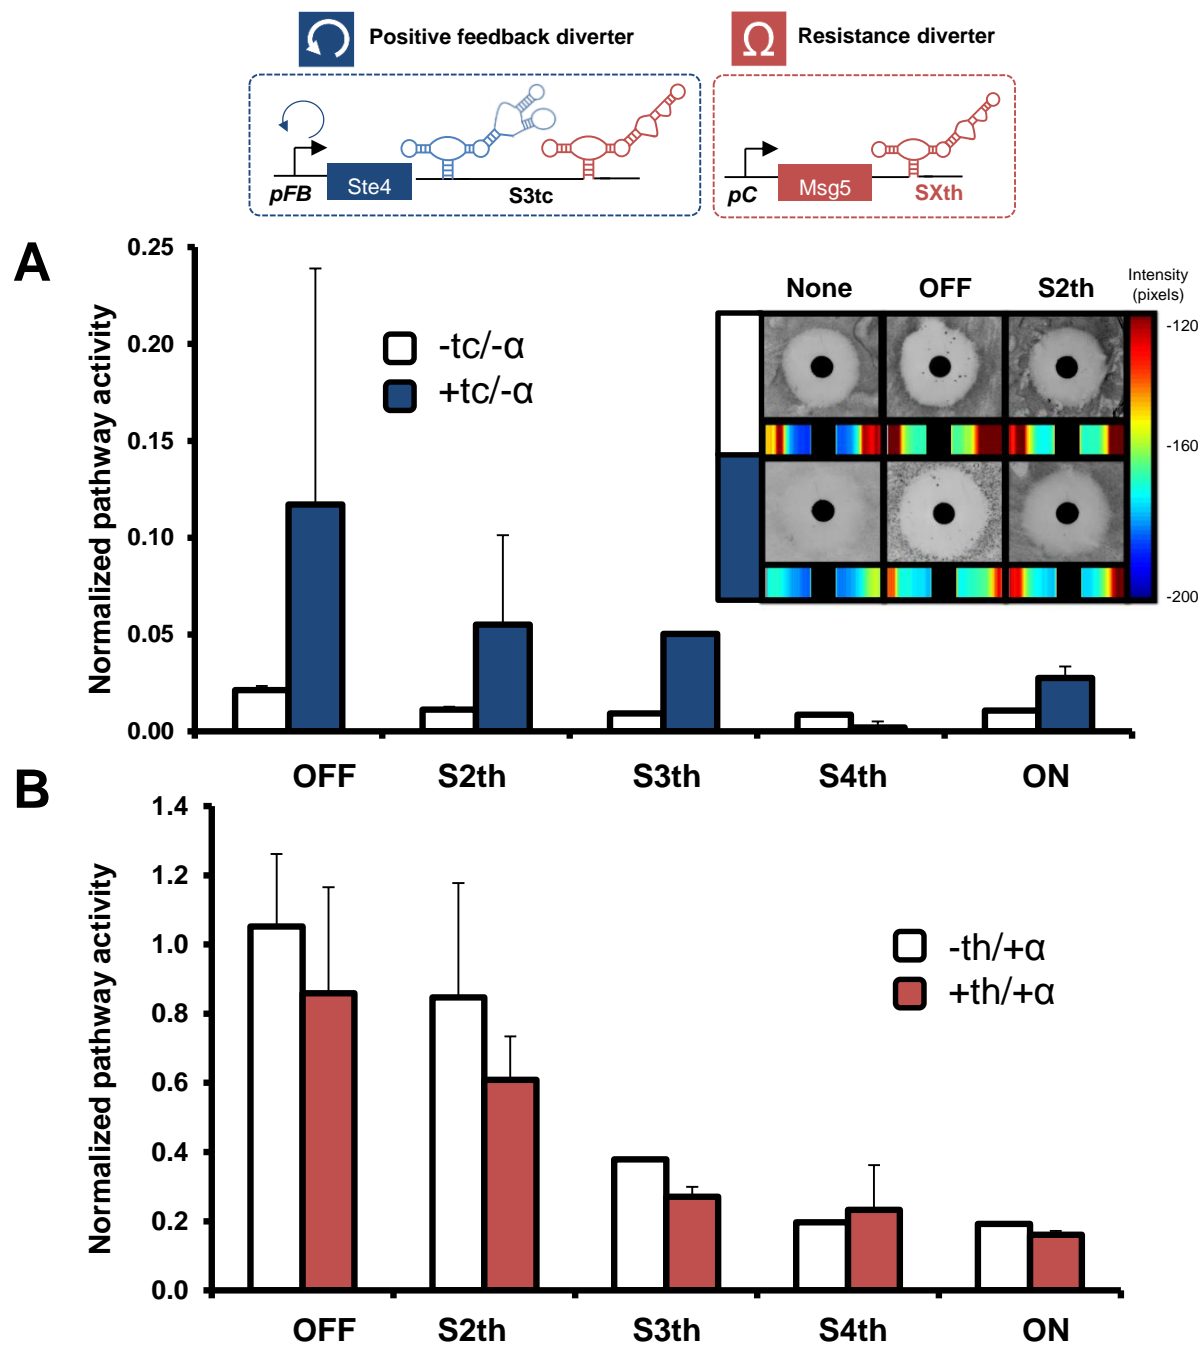 Positive feedback diverter
Ω Resistance diverter
pFB Ste4 S3tc
pC Msg5 SXth
A
Normalized pathway activity
0.25
0.20
0.15
0.10
0.05
0.00
-tc/-α
+tc/-α
None OFF S2th
Intensity
(pixels)
-120
-160
-200
OFF S2th S3th S4th ON
B
Normalized pathway activity
1.4
1.2
1.0
0.8
0.6
0.4
0.2
0.0
-th/+α
+th/+α
OFF S2th S3th S4th ON